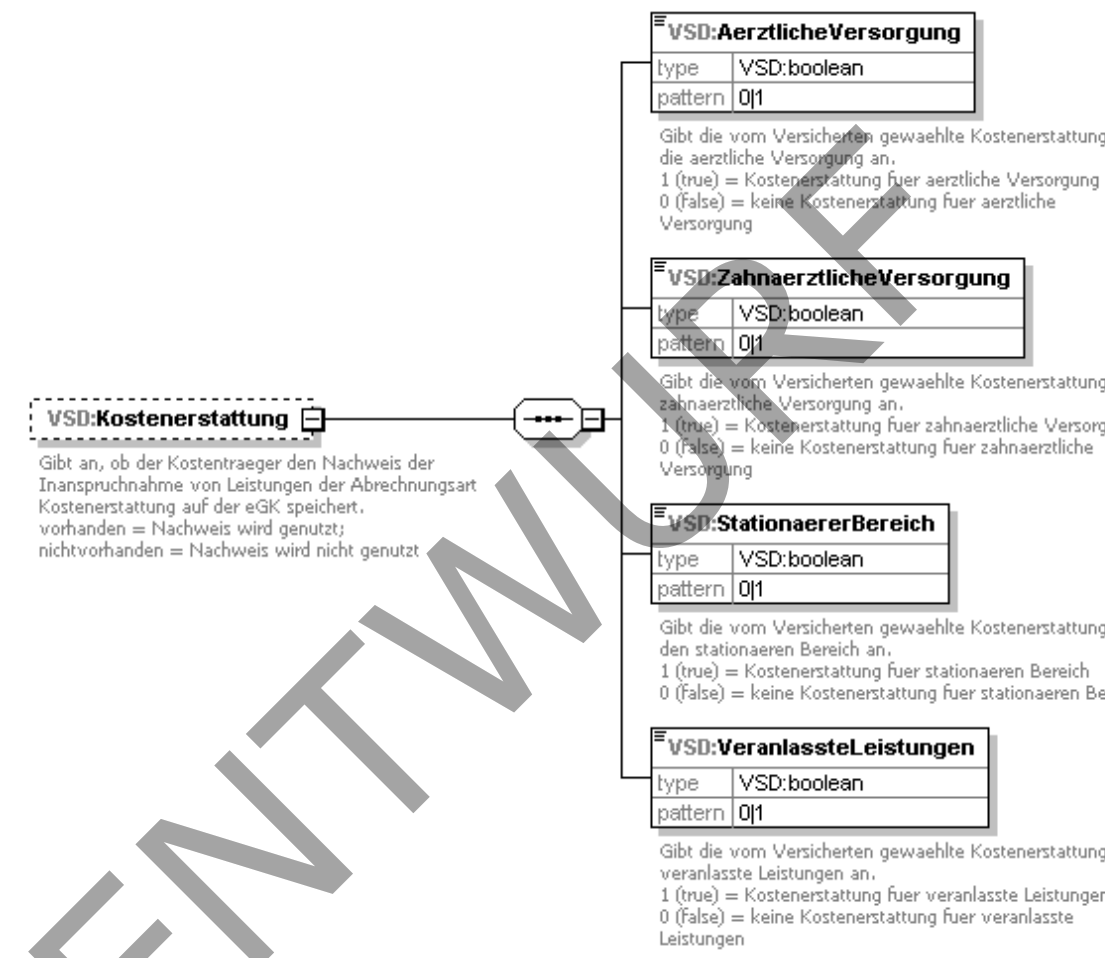 VSD:AerztlicheVersorgung
type VSD:boolean
pattern 0|1
Gibt die vom Versicherten gewaehlte Kostenerstattung
die aerztliche Versorgung an.
1 (true) = Kostenerstattung fuer aerztliche Versorgung
0 (false) = keine Kostenerstattung fuer aerztliche
Versorgung
VSD:ZahnaerztlicheVersorgung
type VSD:boolean
pattern 0|1
Gibt die vom Versicherten gewaehlte Kostenerstattung
zahnaerztliche Versorgung an.
1 (true) = Kostenerstattung fuer zahnaerztliche Versorg
0 (false) = keine Kostenerstattung fuer zahnaerztliche
Versorgung
VSD:Kostenerstattung
Gibt an, ob der Kostentraeger den Nachweis der
Inanspruchnahme von Leistungen der Abrechnungsart
Kostenerstattung auf der eGK speichert.
vorhanden = Nachweis wird genutzt;
nichtvorhanden = Nachweis wird nicht genutzt
VSD:StationaererBereich
type VSD:boolean
pattern 0|1
Gibt die vom Versicherten gewaehlte Kostenerstattung
den stationaeren Bereich an.
1 (true) = Kostenerstattung fuer stationaeren Bereich
0 (false) = keine Kostenerstattung fuer stationaeren Be
VSD:VeranlassteLeistungen
type VSD:boolean
pattern 0|1
Gibt die vom Versicherten gewaehlte Kostenerstattung
veranlasste Leistungen an.
1 (true) = Kostenerstattung fuer veranlasste Leistungen
0 (false) = keine Kostenerstattung fuer veranlasste
Leistungen
ENTWURF